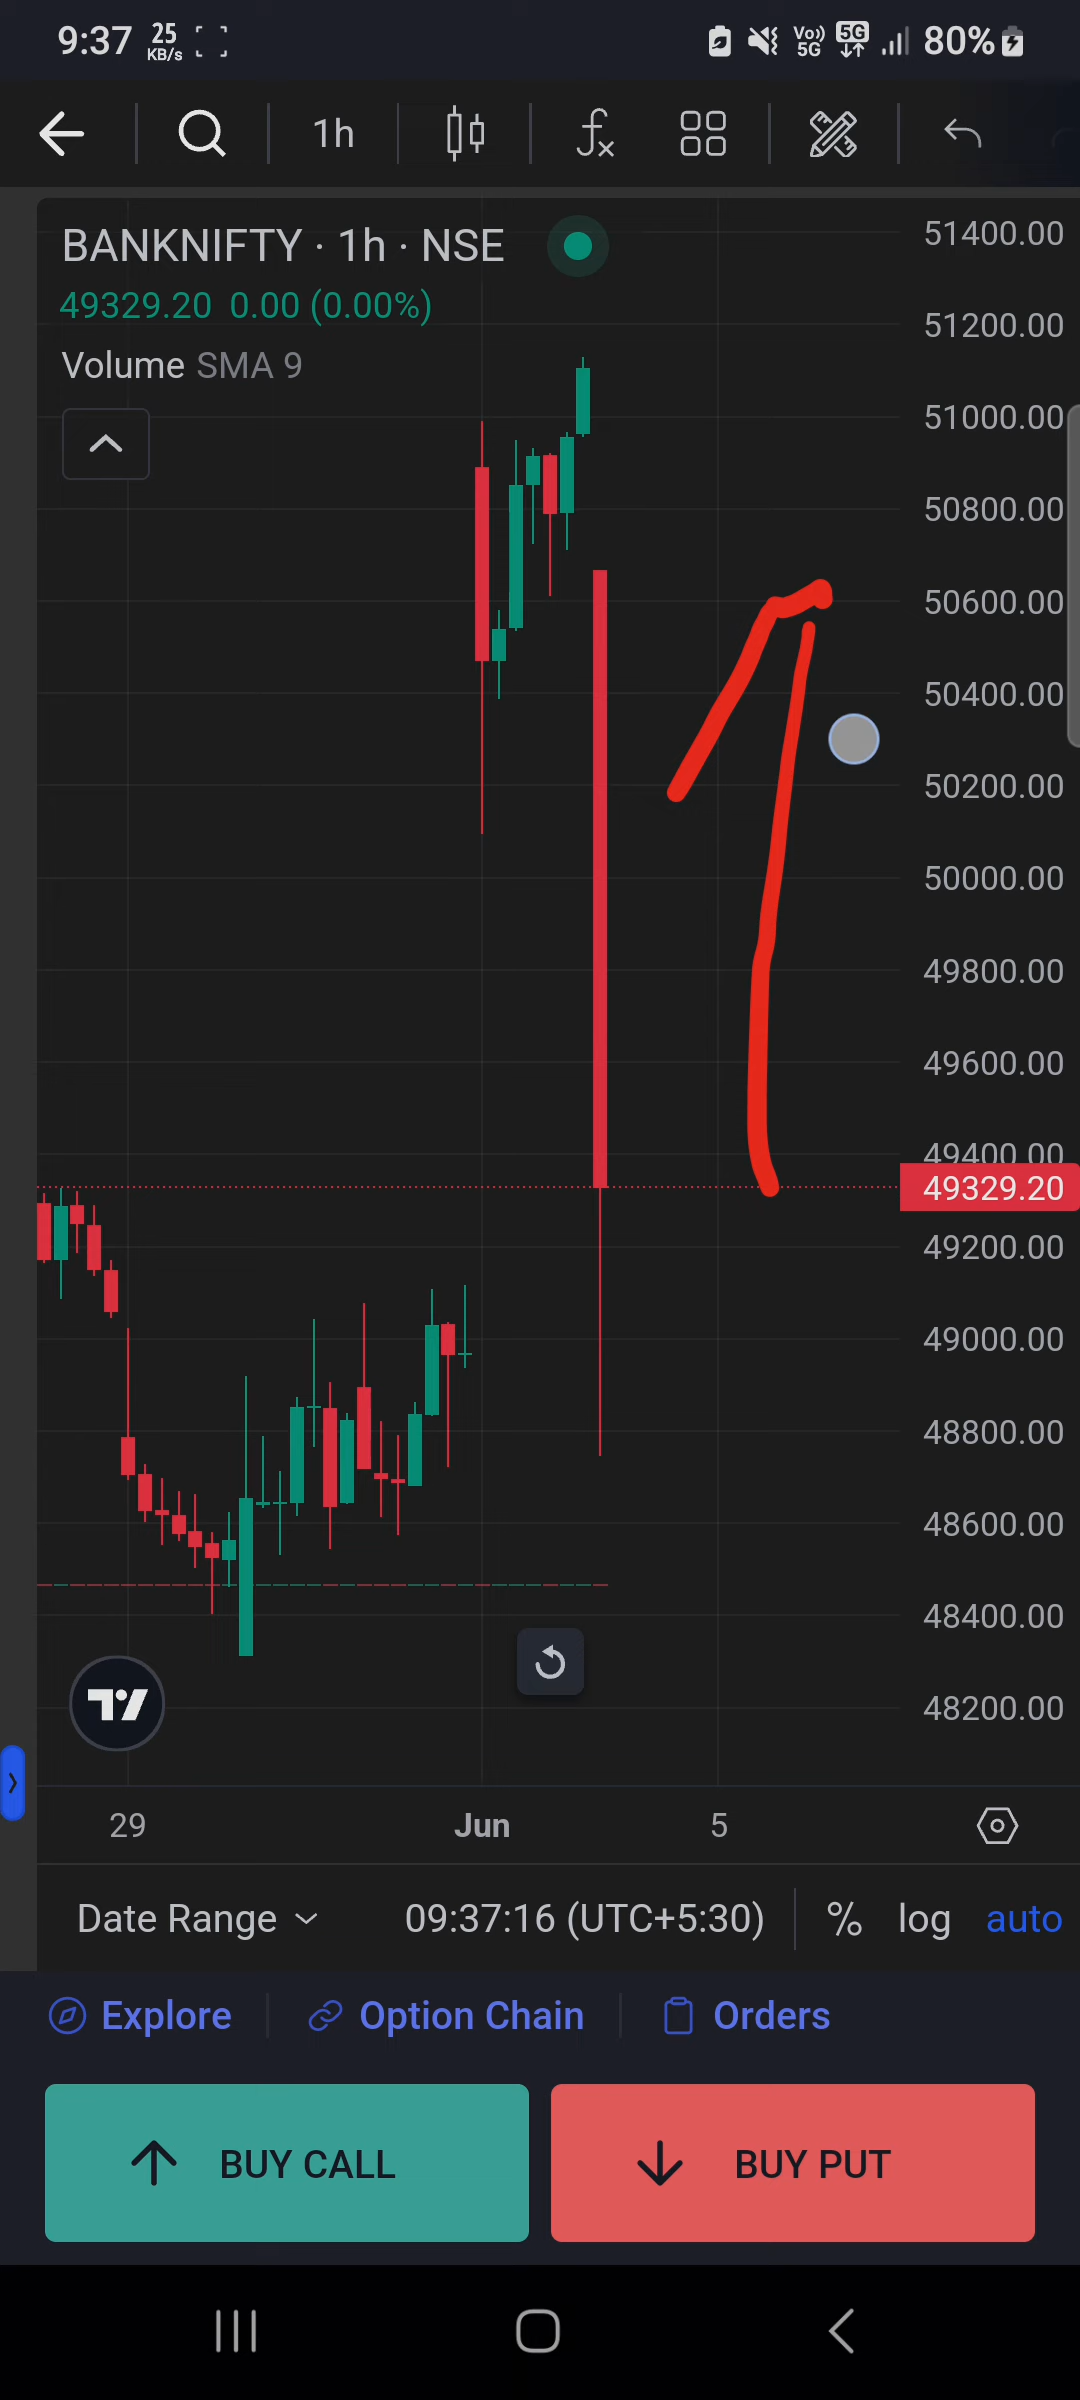 9:37 25 KB/s Vo)) 5G 5G 80%
1h
BANKNIFTY · 1h · NSE
49329.20 0.00 (0.00%)
Volume SMA 9
51400.00
51200.00
51000.00
50800.00
50600.00
50400.00
50200.00
50000.00
49800.00
49600.00
49400.00
49329.20
49200.00
49000.00
48800.00
48600.00
48400.00
48200.00
29 Jun 5
Date Range 09:37:16 (UTC+5:30) % log auto
Explore Option Chain Orders
BUY CALL BUY PUT